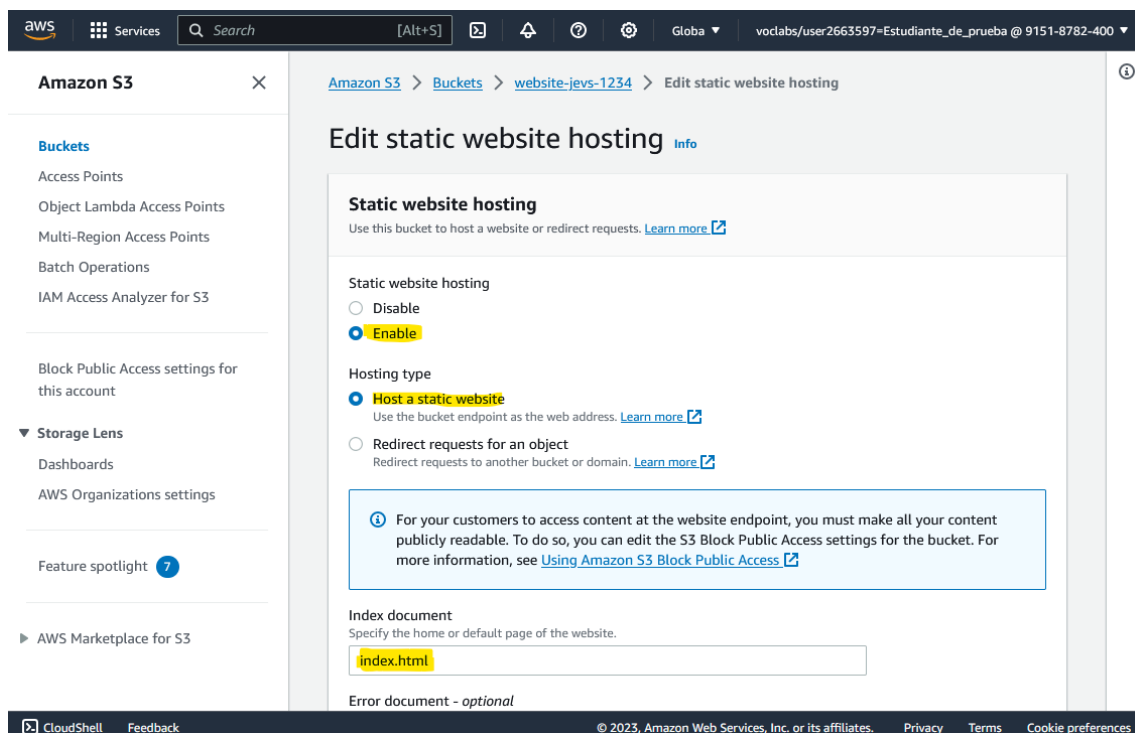 aws
Services
Search [Alt+S]
Globa
voclabs/user2663597=Estudiante_de_prueba @ 9151-8782-400
Amazon S3
Buckets
Access Points
Object Lambda Access Points
Multi-Region Access Points
Batch Operations
IAM Access Analyzer for S3
Block Public Access settings for
this account
Storage Lens
Dashboards
AWS Organizations settings
Feature spotlight 7
AWS Marketplace for S3
Amazon S3 > Buckets > website-jevs-1234 > Edit static website hosting
Edit static website hosting Info
Static website hosting
Use this bucket to host a website or redirect requests. Learn more
Static website hosting
Disable
Enable
Hosting type
Host a static website
Use the bucket endpoint as the web address. Learn more
Redirect requests for an object
Redirect requests to another bucket or domain. Learn more
For your customers to access content at the website endpoint, you must make all your content
publicly readable. To do so, you can edit the S3 Block Public Access settings for the bucket. For
more information, see Using Amazon S3 Block Public Access
Index document
Specify the home or default page of the website.
index.html
Error document - optional
CloudShell Feedback © 2023, Amazon Web Services, Inc. or its affiliates. Privacy Terms Cookie preferences